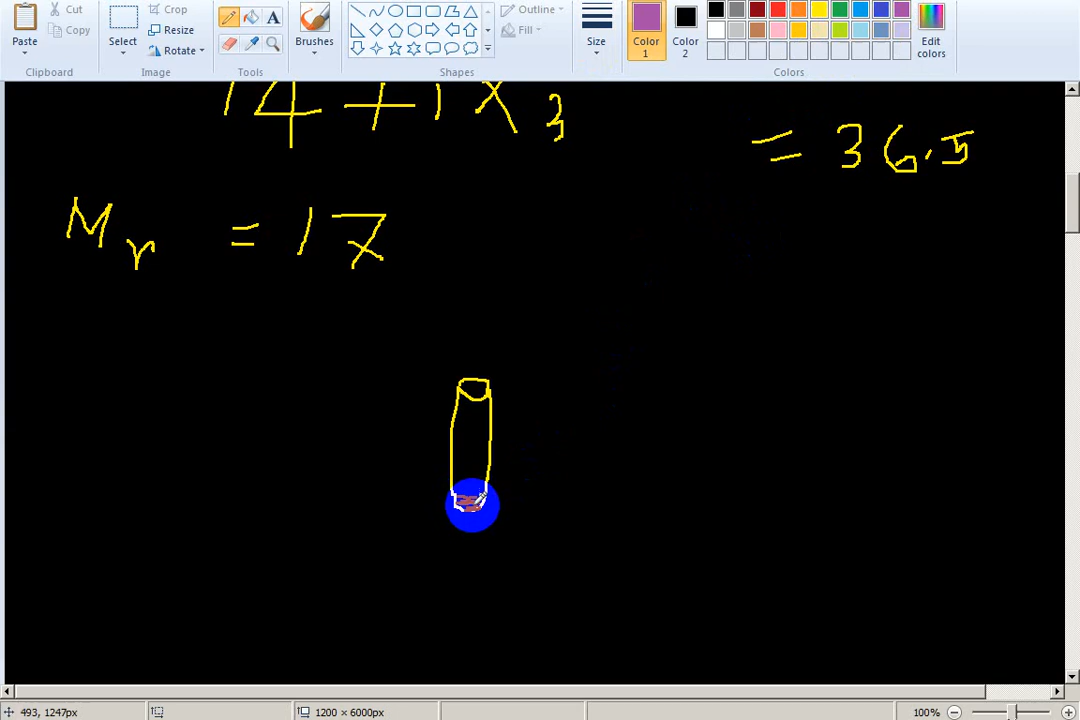 Cut
Copy
Paste
Clipboard
Select
Crop
Resize
Rotate
Image
A
Tools
Brushes
Shapes
Outline
Fill
Size
Color 1
Color 2
Edit colors
Colors
14 + 1 x 3
= 36.5
Mr = 17
493, 1247px
1200 × 6000px
100%